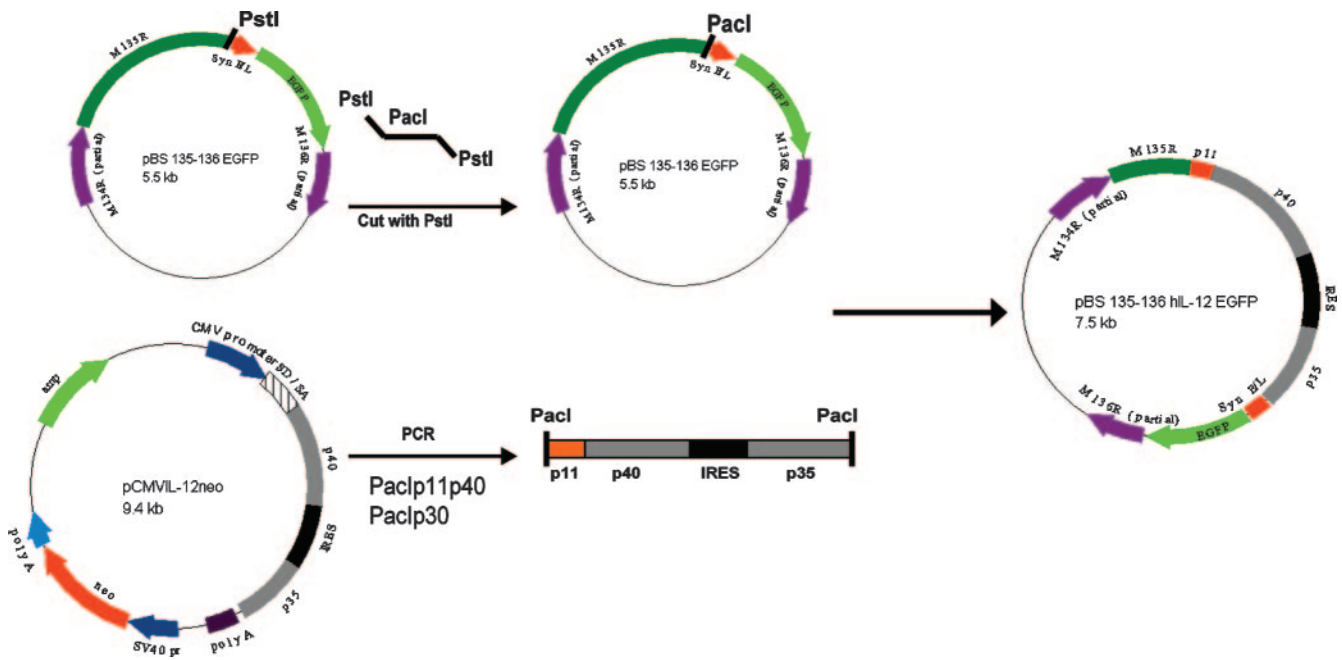 PstI
M135R
Syn E/L
EGFP
M136R (partial)
M134R (partial)
pBS 135-136 EGFP
5.5 kb
PstI
PacI
PstI
Cut with PstI
PacI
M135R
Syn E/L
EGFP
M136R (partial)
M134R (partial)
pBS 135-136 EGFP
5.5 kb
M135R
p11
p40
IRES
p35
Syn E/L
EGFP
M136R (partial)
M134R (partial)
pBS 135-136 hIL-12 EGFP
7.5 kb
CMV promoter
SD/SA
amp
p40
IRES
p35
poly A
SV40 pr
neo
poly A
pCMVIL-12neo
9.4 kb
PCR
PacIp11p40
PacIp30
PacI
PacI
p11
p40
IRES
p35